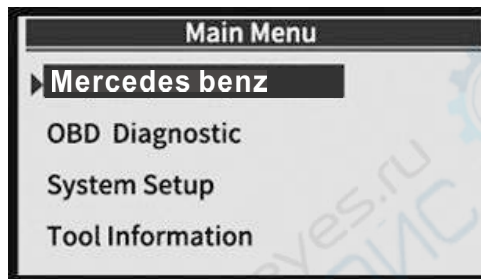 Main Menu
Mercedes benz
OBD Diagnostic
System Setup
Tool Information